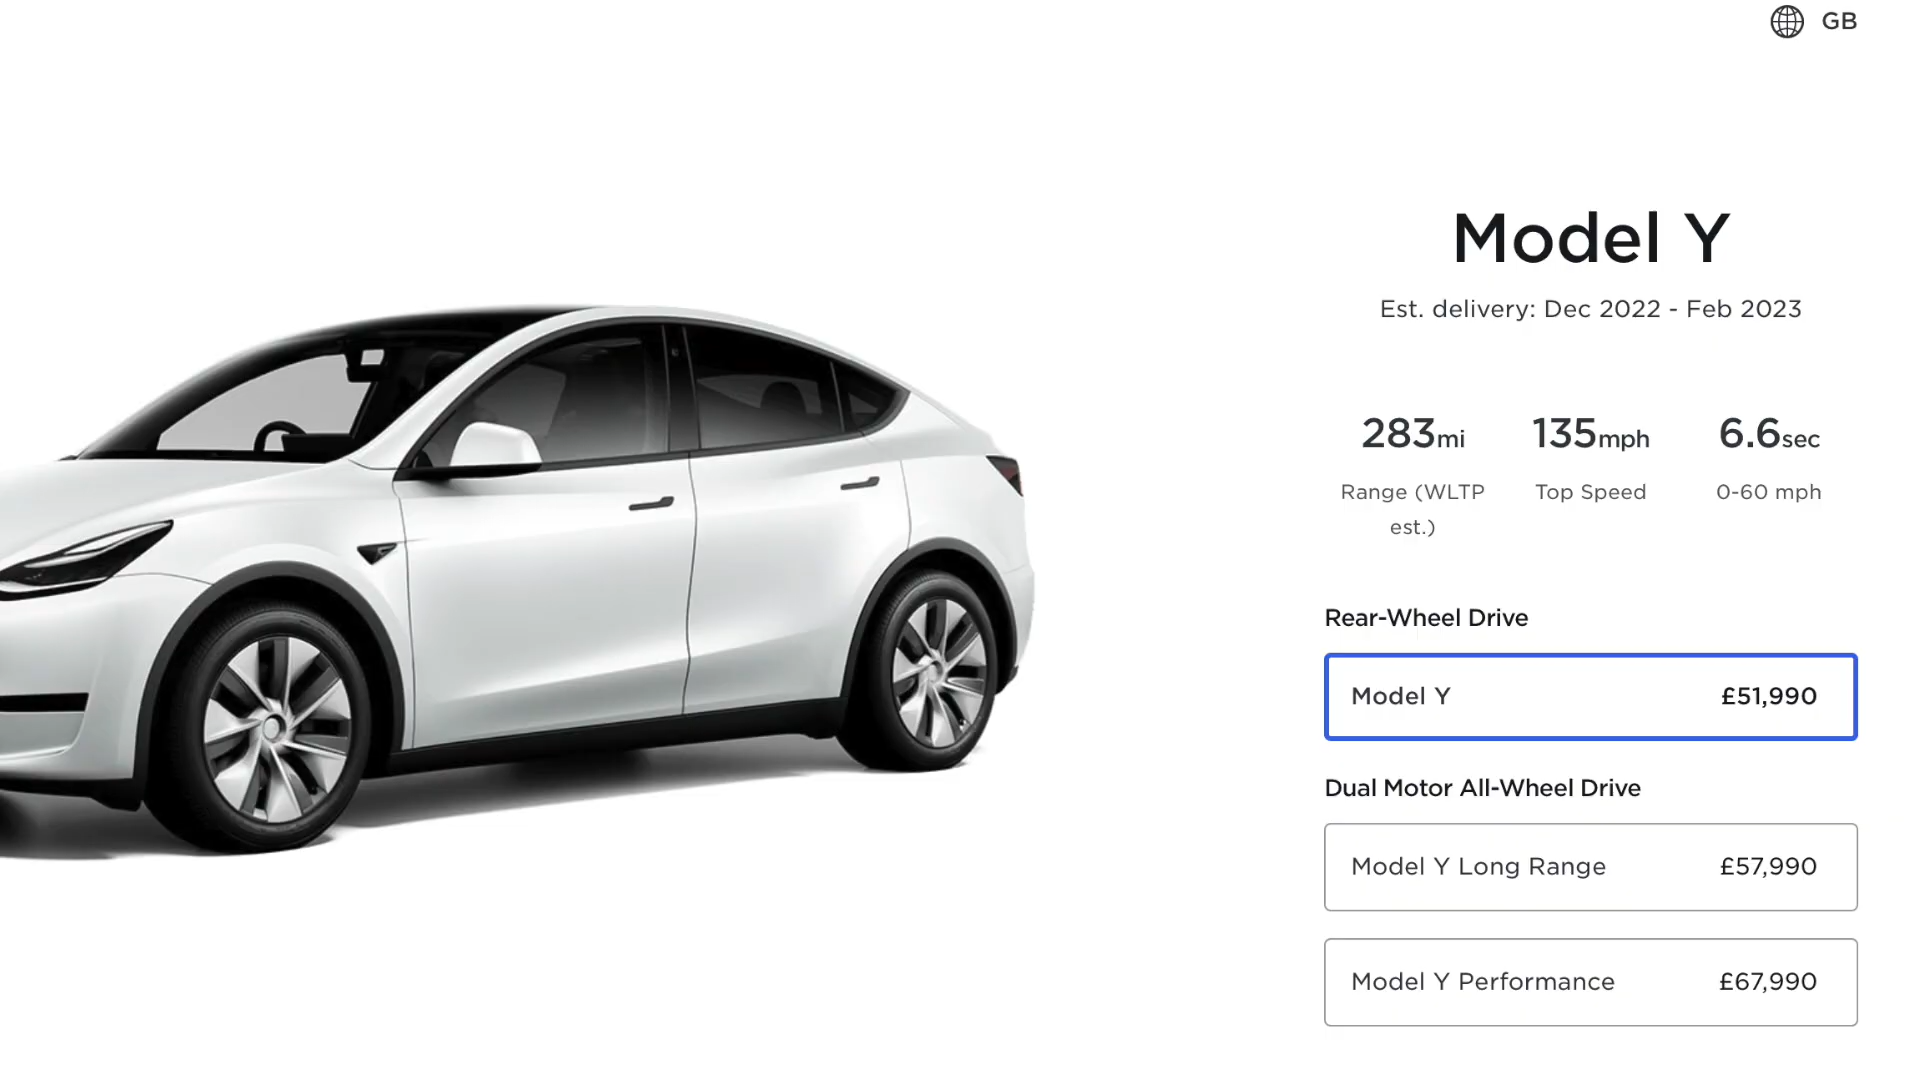 GB
Model Y
Est. delivery: Dec 2022 - Feb 2023
283mi 135mph 6.6sec
Range (WLTP Top Speed 0-60 mph
est.)
Rear-Wheel Drive
Model Y £51,990
Dual Motor All-Wheel Drive
Model Y Long Range £57,990
Model Y Performance £67,990